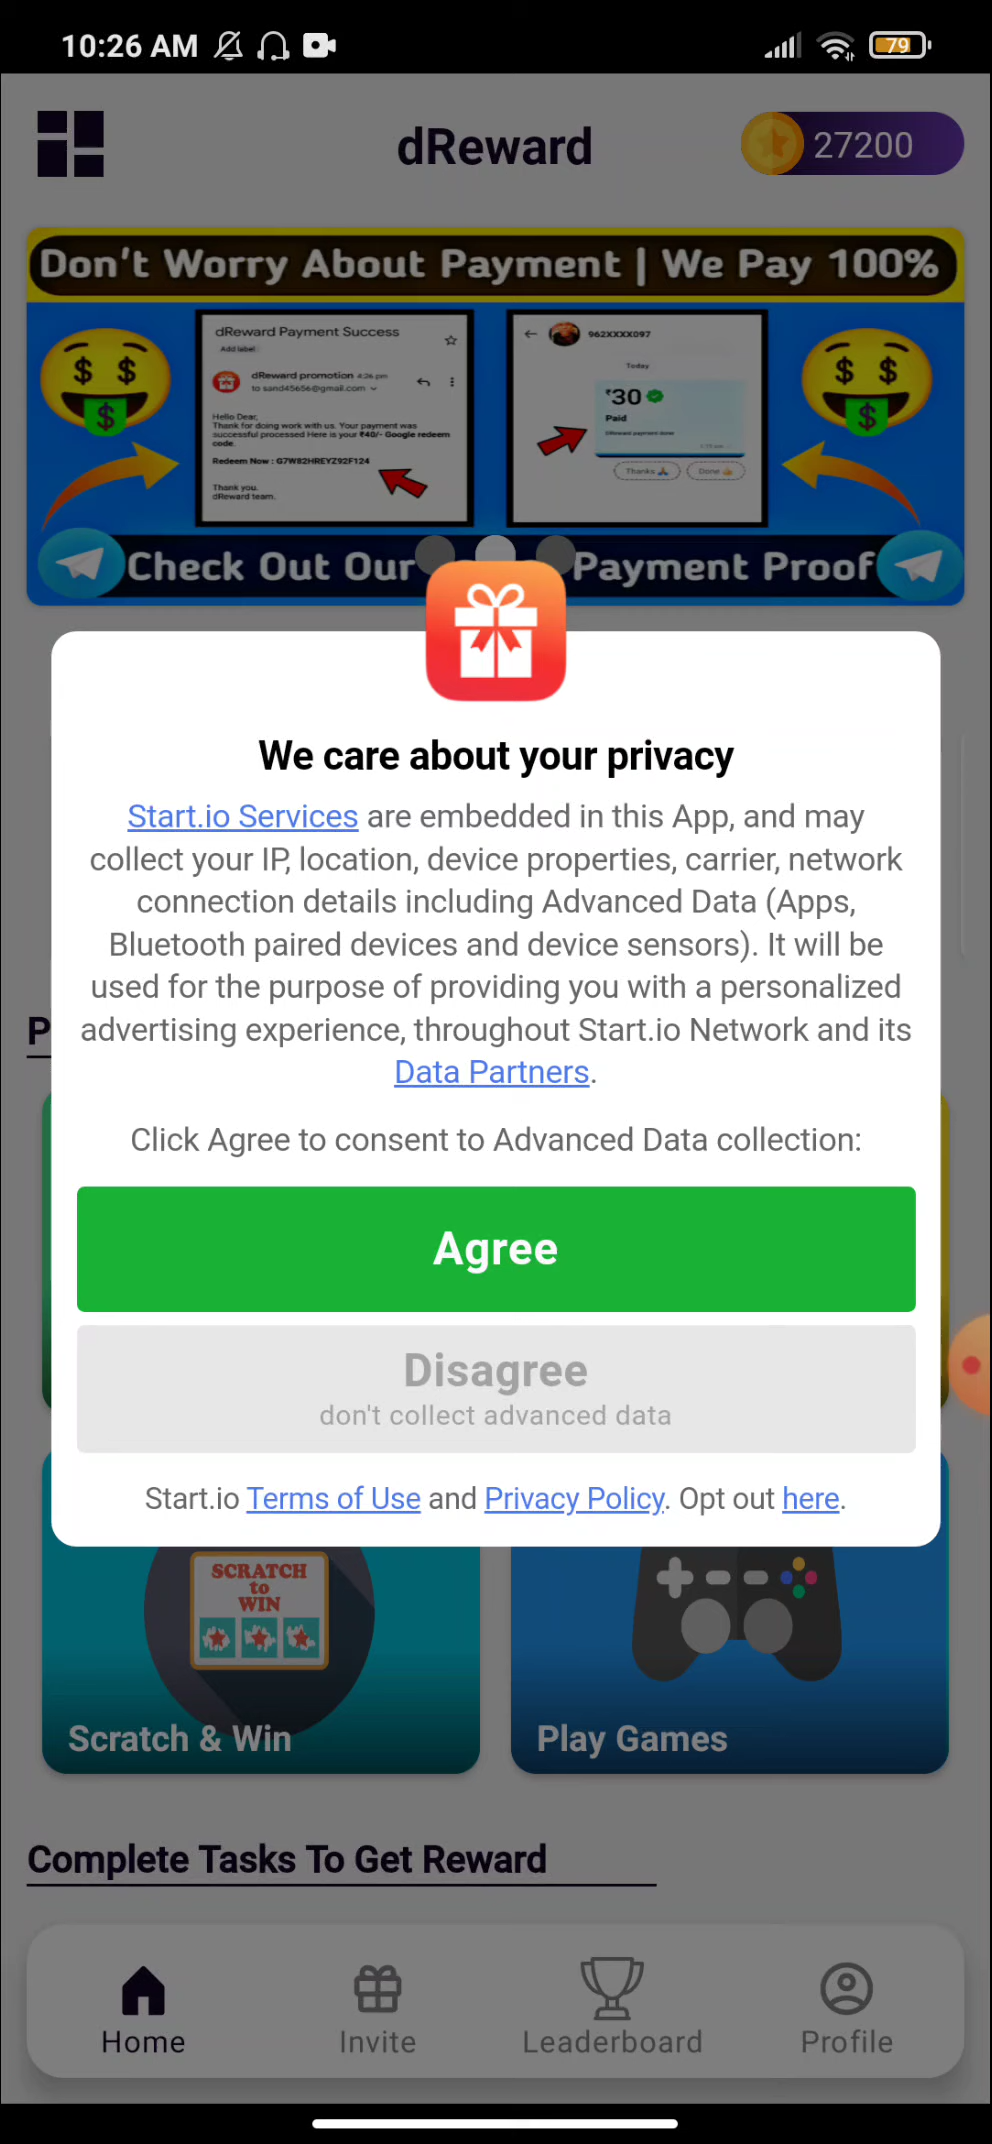 10:26 AM
79
dReward
27200
Don't Worry About Payment | We Pay 100%
dReward Payment Success
Add label
dReward promotion 4:26 pm
to sand45656@gmail.com
Hello Dear,
Thank for doing work with us. Your payment was
successful processed Here is your ₹40/- Google redeem
code.
Redeem Now : G7W82HREYZ92F124
Thank you.
dReward team.
962XXXX097
Today
₹30
Paid
dReward payment done
Thanks 🙏
Done 👍
Check Out Our Payment Proof
We care about your privacy
Start.io Services are embedded in this App, and may
collect your IP, location, device properties, carrier, network
connection details including Advanced Data (Apps,
Bluetooth paired devices and device sensors). It will be
used for the purpose of providing you with a personalized
advertising experience, throughout Start.io Network and its
Data Partners.
P
Click Agree to consent to Advanced Data collection:
Agree
Disagree
don't collect advanced data
Start.io Terms of Use and Privacy Policy. Opt out here.
SCRATCH
to
WIN
Scratch & Win
Play Games
Complete Tasks To Get Reward
Home
Invite
Leaderboard
Profile